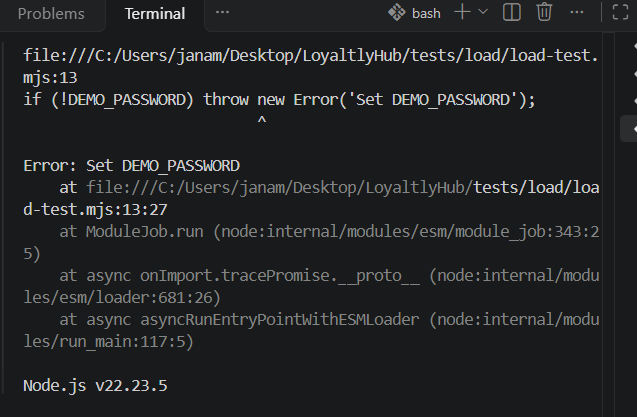 Problems Terminal ··· bash ···
file:///C:/Users/janam/Desktop/LoyaltlyHub/tests/load/load-test.
mjs:13
if (!DEMO_PASSWORD) throw new Error('Set DEMO_PASSWORD');
^
Error: Set DEMO_PASSWORD
at file:///C:/Users/janam/Desktop/LoyaltlyHub/tests/load/loa
d-test.mjs:13:27
at ModuleJob.run (node:internal/modules/esm/module_job:343:2
5)
at async onImport.tracePromise.__proto__ (node:internal/modu
les/esm/loader:681:26)
at async asyncRunEntryPointWithESMLoader (node:internal/modu
les/run_main:117:5)
Node.js v22.23.5